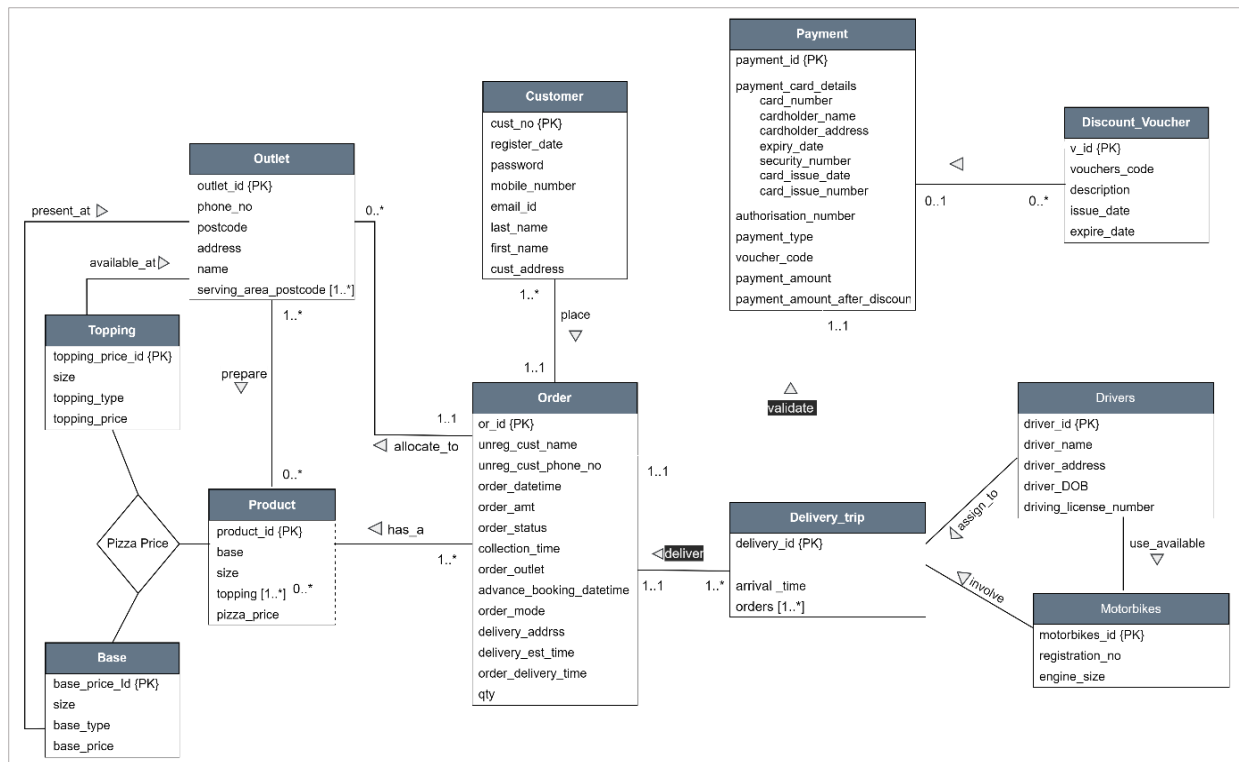 Payment
payment_id {PK}
payment_card_details
card_number
cardholder_name
cardholder_address
expiry_date
security_number
card_issue_date
card_issue_number
authorisation_number
payment_type
voucher_code
payment_amount
payment_amount_after_discoun
1..1
Customer
cust_no {PK}
register_date
password
mobile_number
email_id
last_name
first_name
cust_address
1..*
place
1..1
Discount_Voucher
v_id {PK}
vouchers_code
description
issue_date
expire_date
0..1
0..*
Outlet
outlet_id {PK}
phone_no
postcode
address
name
serving_area_postcode [1..*]
present_at
available_at
0..*
1..*
prepare
0..*
Topping
topping_price_id {PK}
size
topping_type
topping_price
1..1
allocate_to
Order
or_id {PK}
unreg_cust_name
unreg_cust_phone_no
order_datetime
order_amt
order_status
collection_time
order_outlet
advance_booking_datetime
order_mode
delivery_addrss
delivery_est_time
order_delivery_time
qty
validate
1..1
Drivers
driver_id {PK}
driver_name
driver_address
driver_DOB
driving_license_number
assign_to
use_available
Product
product_id {PK}
base
size
topping [1..*]
0..*
pizza_price
has_a
1..*
Pizza Price
deliver
1..1
1..*
Delivery_trip
delivery_id {PK}
arrival _time
orders [1..*]
involve
Motorbikes
motorbikes_id {PK}
registration_no
engine_size
Base
base_price_Id {PK}
size
base_type
base_price